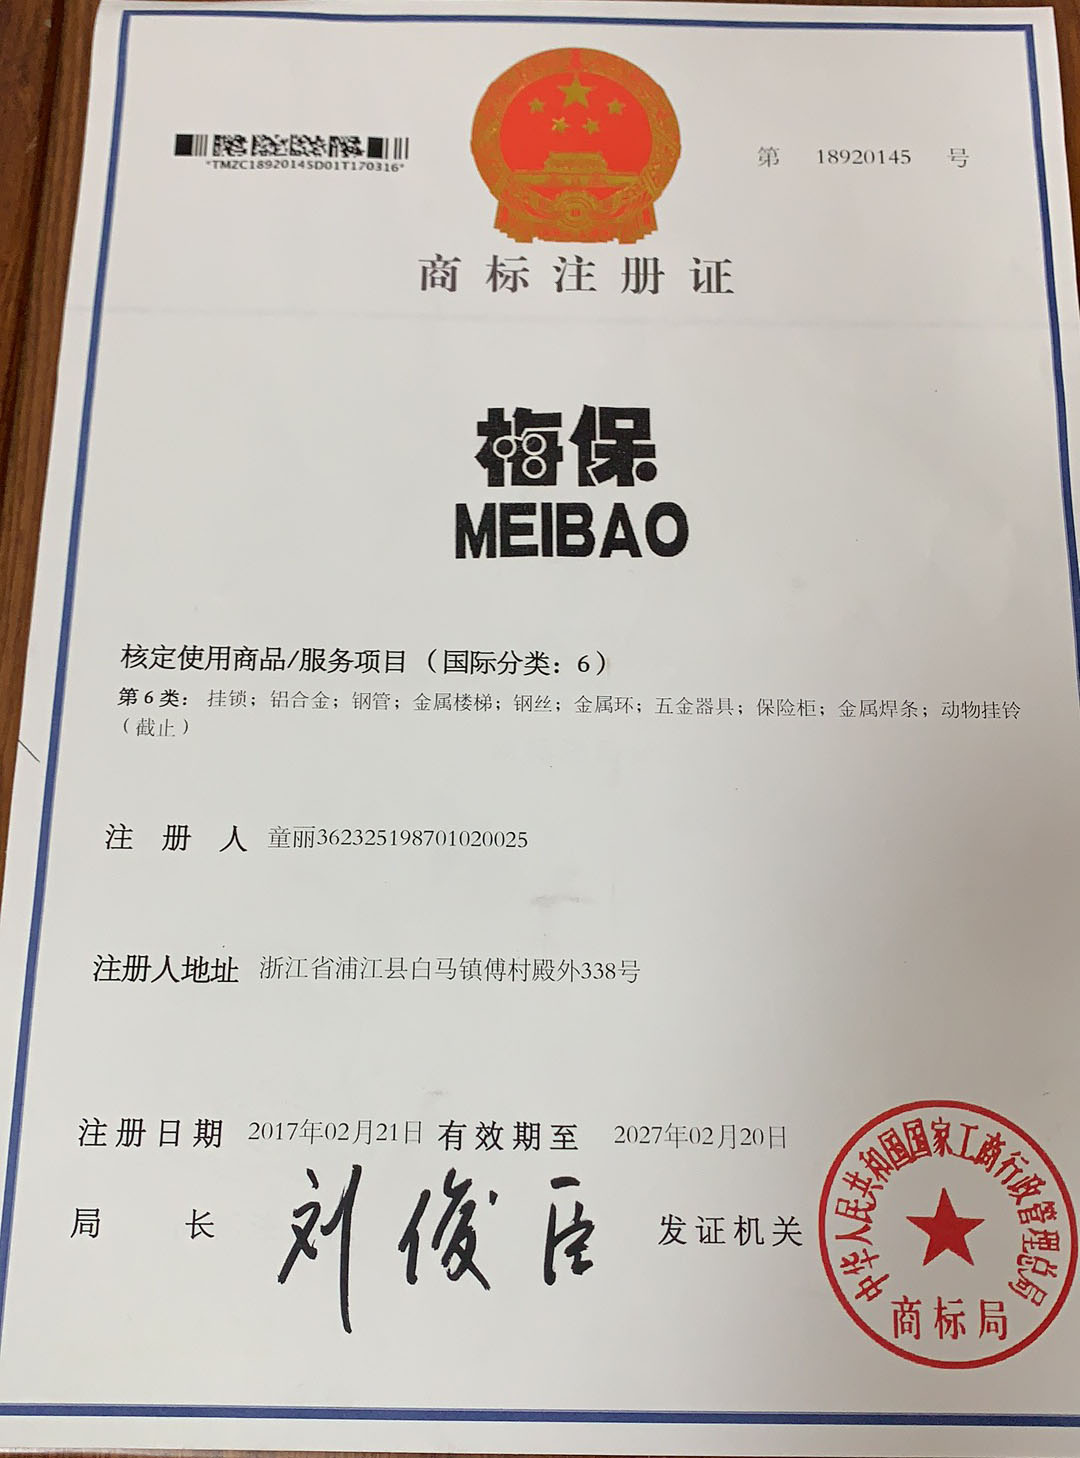 *TMZC18920145D01T170316*
第 18920145 号
商标注册证
梅保
MEIBAO
核定使用商品/服务项目（国际分类：6）
第6类：挂锁；铝合金；钢管；金属楼梯；钢丝；金属环；五金器具；保险柜；金属焊条；动物挂铃
（截止）
注册人 童丽362325198701020025
注册人地址 浙江省浦江县白马镇傅村殿外338号
注册日期 2017年02月21日 有效期至 2027年02月20日
局长 刘俊臣 发证机关
中华人民共和国国家工商行政管理总局
商标局